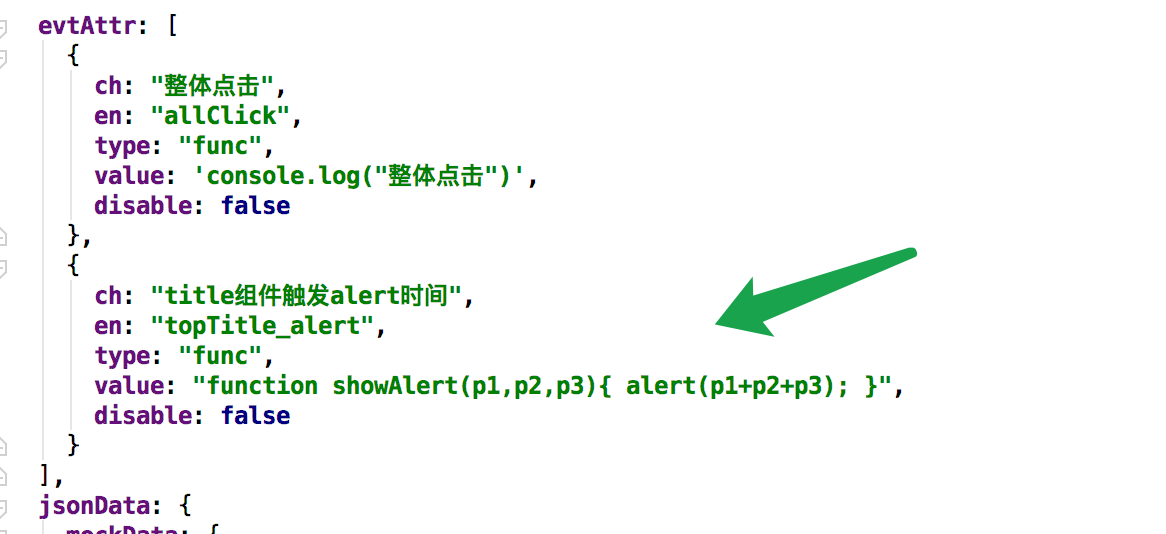 evtAttr: [
{
ch: "整体点击",
en: "allClick",
type: "func",
value: 'console.log("整体点击")',
disable: false
},
{
ch: "title组件触发alert时间",
en: "topTitle_alert",
type: "func",
value: "function showAlert(p1,p2,p3){ alert(p1+p2+p3); }",
disable: false
}
],
jsonData: {
mockData: {